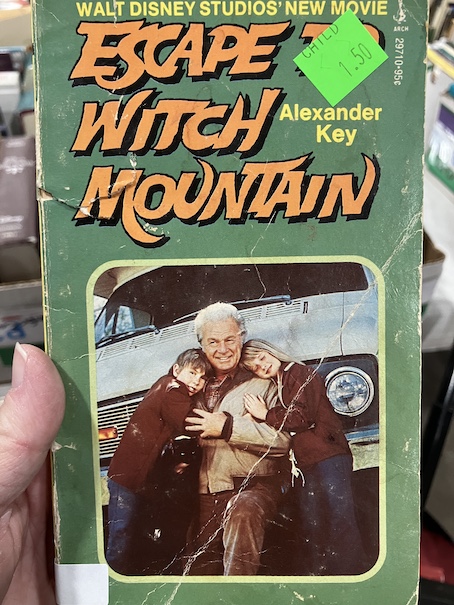 WALT DISNEY STUDIOS' NEW MOVIE
ESCAPE TO
WITCH
MOUNTAIN
Alexander
Key
CHILD
1.50
ARCH
29710·95¢